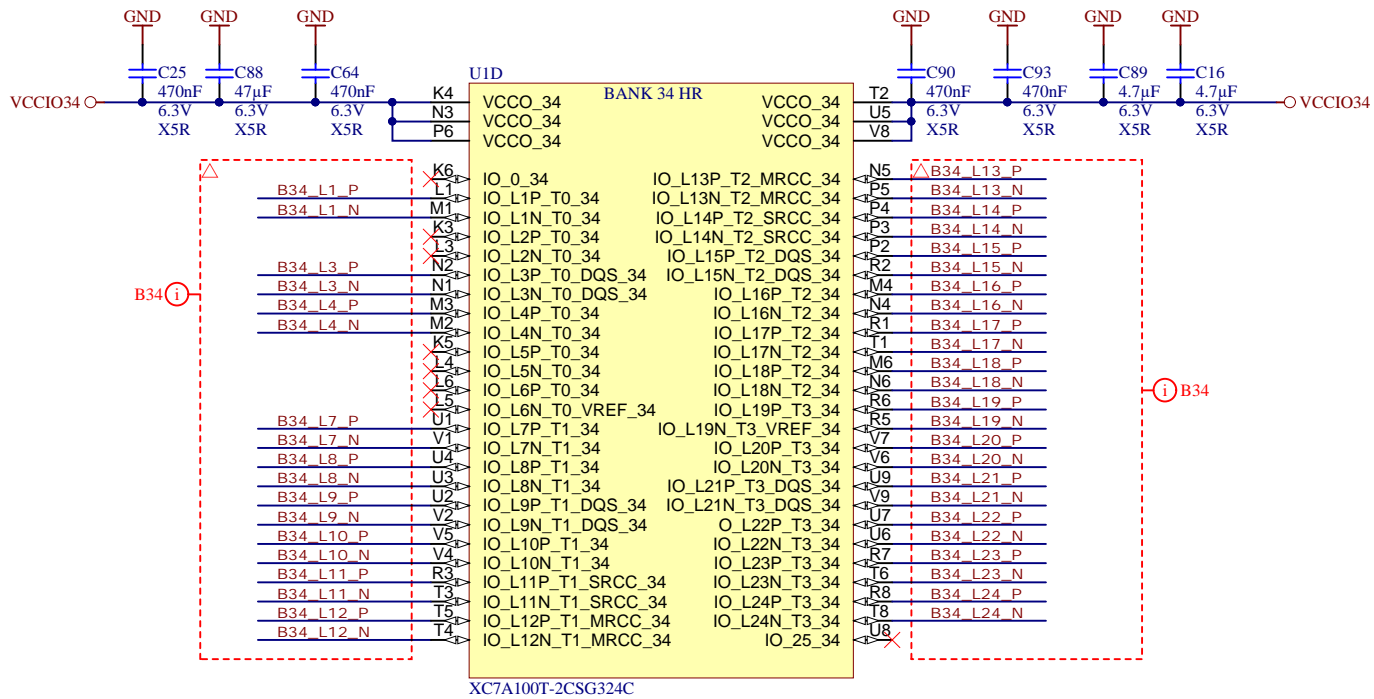 GND GND GND GND GND GND GND
C25 C88 C64 U1D C90 C93 C89 C16
470nF 47µF 470nF BANK 34 HR 470nF 470nF 4.7µF 4.7µF
VCCIO34 K4 VCCO_34 VCCO_34 T2 VCCIO34
6.3V 6.3V 6.3V N3 VCCO_34 VCCO_34 U5 6.3V 6.3V 6.3V 6.3V
X5R X5R X5R P6 VCCO_34 VCCO_34 V8 X5R X5R X5R X5R
K6 IO_0_34 IO_L13P_T2_MRCC_34 N5 B34_L13_P
B34_L1_P L1 IO_L1P_T0_34 IO_L13N_T2_MRCC_34 P5 B34_L13_N
B34_L1_N M1 IO_L1N_T0_34 IO_L14P_T2_SRCC_34 P4 B34_L14_P
K3 IO_L2P_T0_34 IO_L14N_T2_SRCC_34 P3 B34_L14_N
L3 IO_L2N_T0_34 IO_L15P_T2_DQS_34 P2 B34_L15_P
B34_L3_P N2 IO_L3P_T0_DQS_34 IO_L15N_T2_DQS_34 R2 B34_L15_N
B34 i B34_L3_N N1 IO_L3N_T0_DQS_34 IO_L16P_T2_34 M4 B34_L16_P
B34_L4_P M3 IO_L4P_T0_34 IO_L16N_T2_34 N4 B34_L16_N
B34_L4_N M2 IO_L4N_T0_34 IO_L17P_T2_34 R1 B34_L17_P
K5 IO_L5P_T0_34 IO_L17N_T2_34 T1 B34_L17_N
L4 IO_L5N_T0_34 IO_L18P_T2_34 M6 B34_L18_P
L6 IO_L6P_T0_34 IO_L18N_T2_34 N6 B34_L18_N i B34
L5 IO_L6N_T0_VREF_34 IO_L19P_T3_34 R6 B34_L19_P
B34_L7_P U1 IO_L7P_T1_34 IO_L19N_T3_VREF_34 R5 B34_L19_N
B34_L7_N V1 IO_L7N_T1_34 IO_L20P_T3_34 V7 B34_L20_P
B34_L8_P U4 IO_L8P_T1_34 IO_L20N_T3_34 V6 B34_L20_N
B34_L8_N U3 IO_L8N_T1_34 IO_L21P_T3_DQS_34 U9 B34_L21_P
B34_L9_P U2 IO_L9P_T1_DQS_34 IO_L21N_T3_DQS_34 V9 B34_L21_N
B34_L9_N V2 IO_L9N_T1_DQS_34 O_L22P_T3_34 U7 B34_L22_P
B34_L10_P V5 IO_L10P_T1_34 IO_L22N_T3_34 U6 B34_L22_N
B34_L10_N V4 IO_L10N_T1_34 IO_L23P_T3_34 R7 B34_L23_P
B34_L11_P R3 IO_L11P_T1_SRCC_34 IO_L23N_T3_34 T6 B34_L23_N
B34_L11_N T3 IO_L11N_T1_SRCC_34 IO_L24P_T3_34 R8 B34_L24_P
B34_L12_P T5 IO_L12P_T1_MRCC_34 IO_L24N_T3_34 T8 B34_L24_N
B34_L12_N T4 IO_L12N_T1_MRCC_34 IO_25_34 U8
XC7A100T-2CSG324C